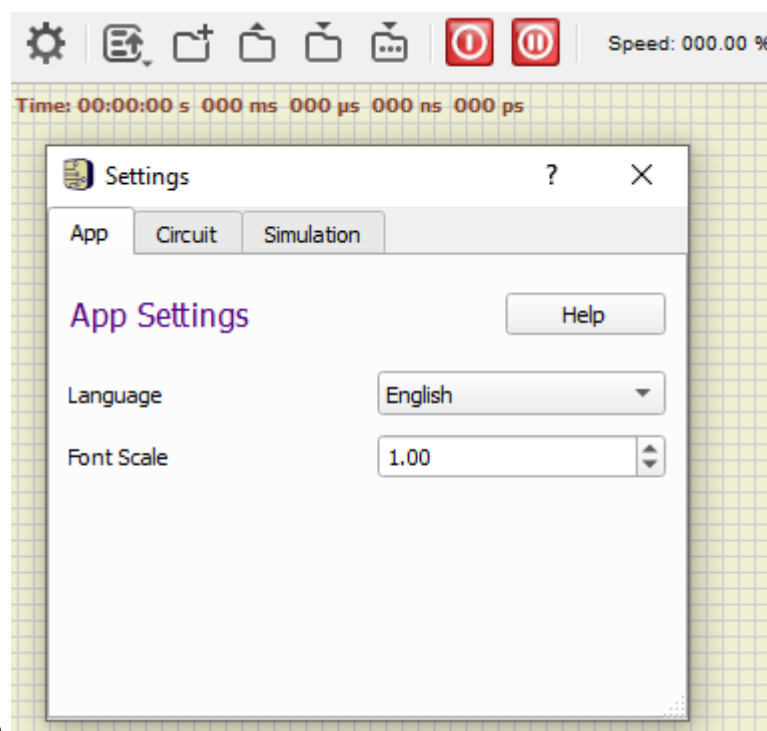 Speed: 000.00 %
Time: 00:00:00 s 000 ms 000 µs 000 ns 000 ps
Settings
?
App
Circuit
Simulation
App Settings
Help
Language
English
Font Scale
1.00